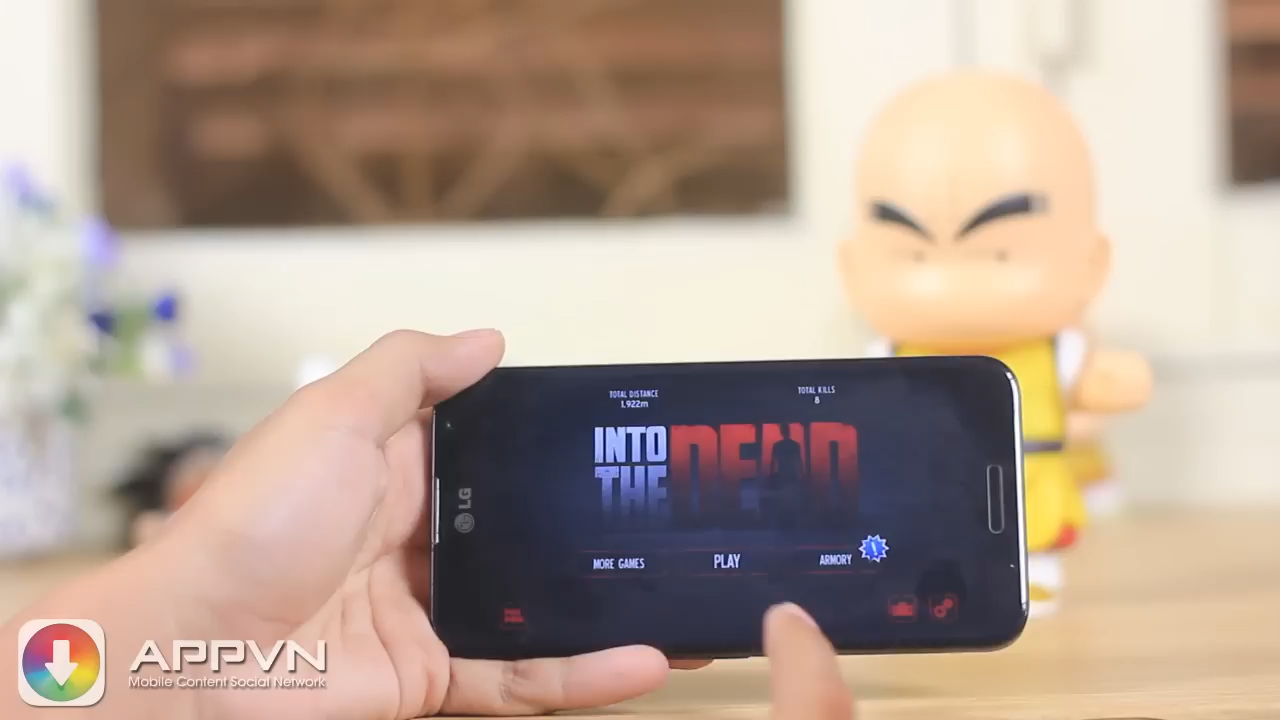 TOTAL DISTANCE
1,922m
TOTAL KILLS
8
INTO
THE
DEAD
MORE GAMES
PLAY
ARMORY
LG
APPVN
Mobile Content Social Network